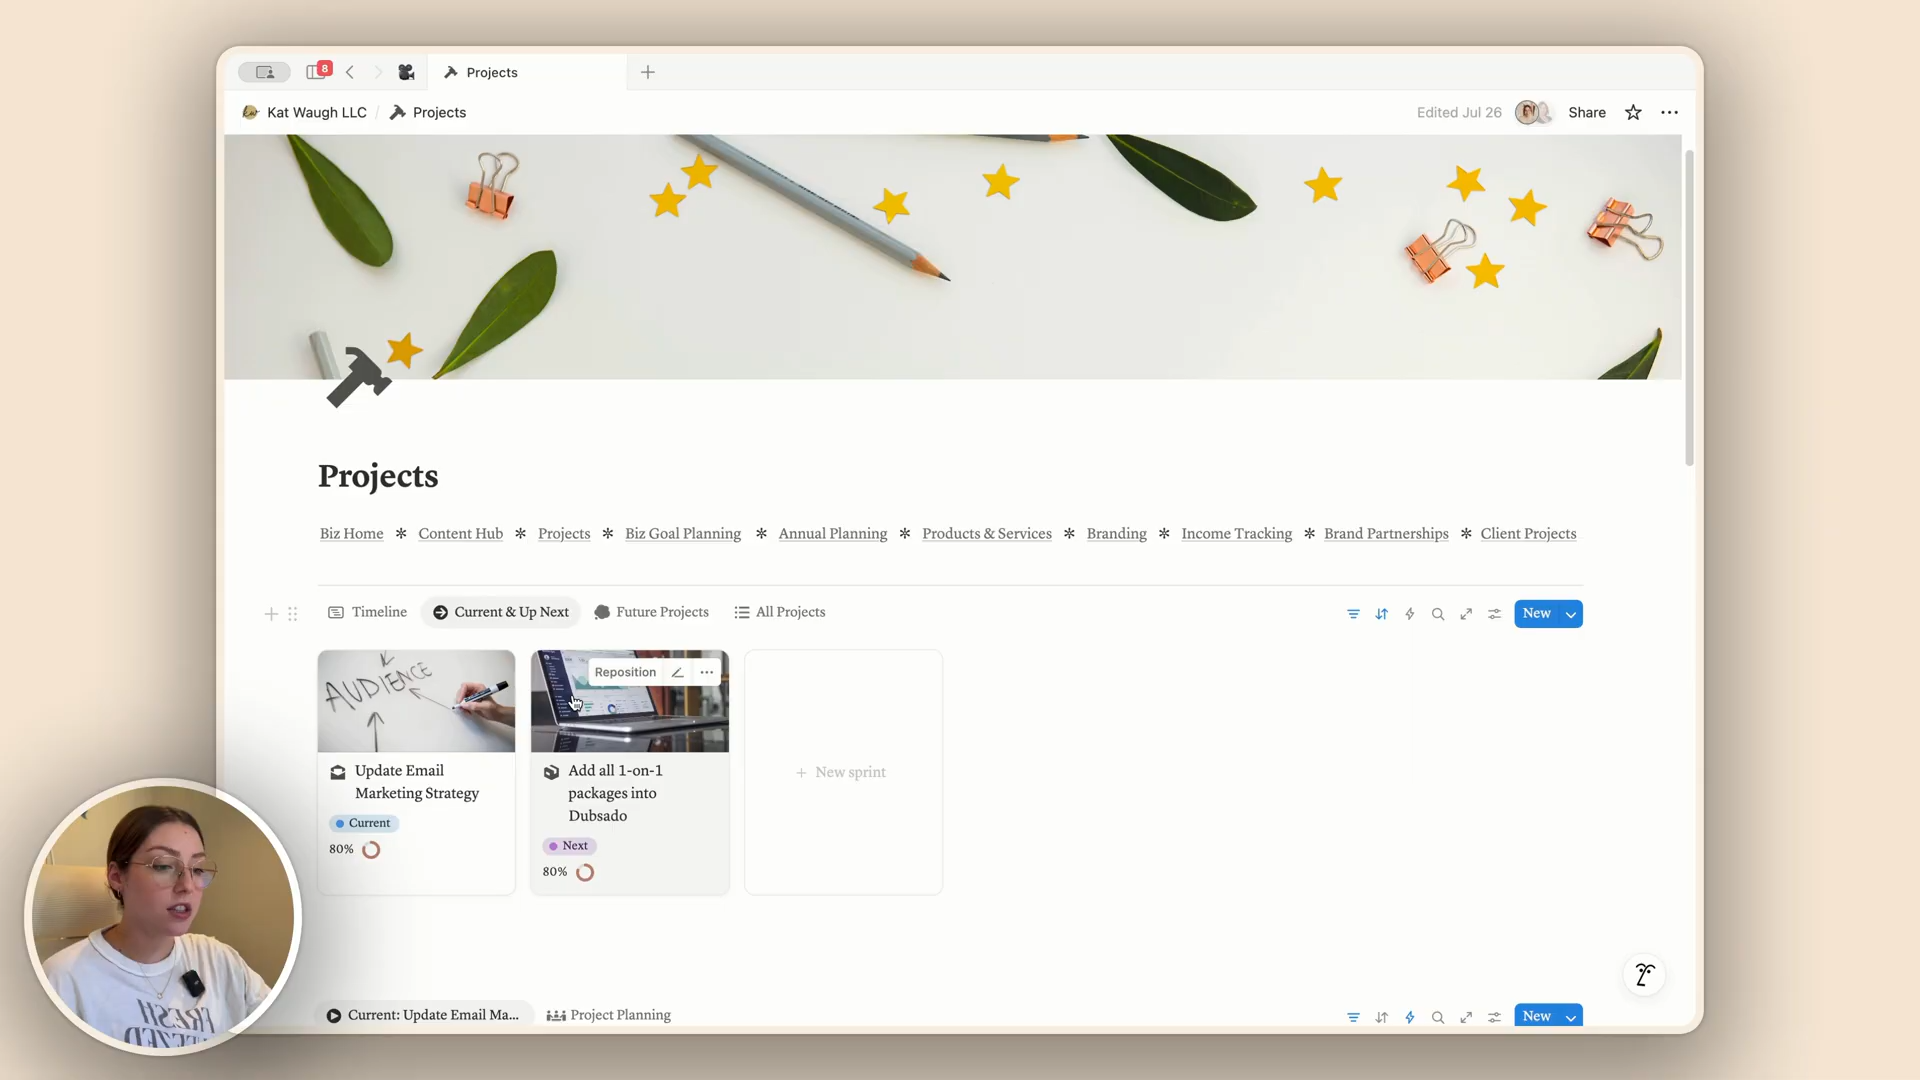 8
Projects
Kat Waugh LLC / Projects
Edited Jul 26
Share
Projects
Biz Home * Content Hub * Projects * Biz Goal Planning * Annual Planning * Products & Services * Branding * Income Tracking * Brand Partnerships * Client Projects
Timeline
Current & Up Next
Future Projects
All Projects
New
AUDIENCE
Reposition
Update Email
Marketing Strategy
Current
80%
Add all 1-on-1
packages into
Dubsado
Next
80%
+ New sprint
Current: Update Email Ma...
Project Planning
New